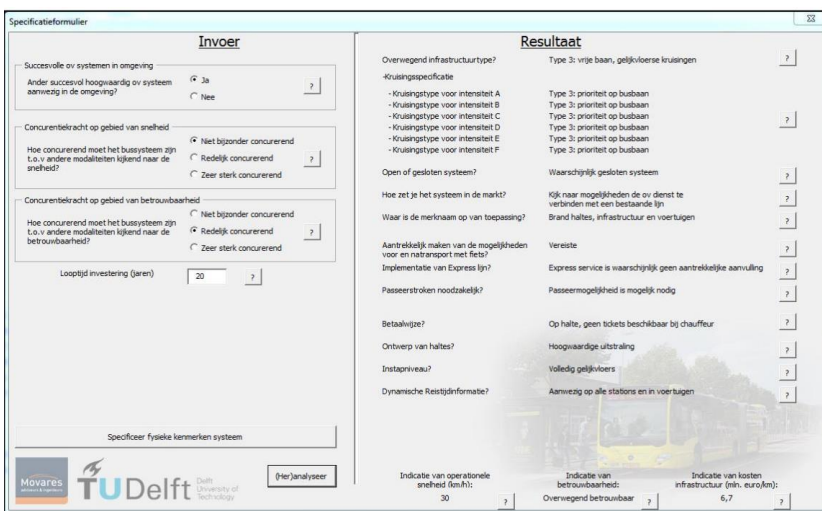 Specificatieformulier
Invoer
Succesvolle ov systemen in omgeving
Ander succesvol hoogwaardig ov systeem
aanwezig in de omgeving?
Ja
Nee
?
Concurentiekracht op gebied van snelheid
Hoe concurerend moet het bussysteem zijn
t.o.v andere modaliteiten kijkend naar de
snelheid?
Niet bijzonder concurerend
Redelijk concurerend
Zeer sterk concurrend
?
Concurentiekracht op gebied van betrouwbaarheid
Hoe concurerend moet het bussysteem zijn
t.o.v andere modaliteiten kijkend naar de
betrouwbaarheid?
Niet bijzonder concurerend
Redelijk concurerend
Zeer sterk concurrend
?
Looptijd investering (jaren)
20
?
Specificeer fysieke kenmerken systeem
Movares
TUDelft
Delft
University of
Technology
(Her)analyseer
Resultaat
Overwegend infrastructuurtype? Type 3: vrije baan, gelijkvloerse kruisingen ?
-Kruisingsspecificatie
- Kruisingstype voor intensiteit A Type 3: prioriteit op busbaan
- Kruisingstype voor intensiteit B Type 3: prioriteit op busbaan
- Kruisingstype voor intensiteit C Type 3: prioriteit op busbaan ?
- Kruisingstype voor intensiteit D Type 3: prioriteit op busbaan
- Kruisingstype voor intensiteit E Type 3: prioriteit op busbaan
- Kruisingstype voor intensiteit F Type 3: prioriteit op busbaan
Open of gesloten systeem? Waarschijnlijk gesloten systeem ?
Hoe zet je het systeem in de markt? Kijk naar mogelijkheden de ov dienst te
verbinden met een bestaande lijn ?
Waar is de merknaam op van toepassing? Brand haltes, infrastructuur en voertuigen ?
Aantrekkelijk maken van de mogelijkheden
voor en natransport met fiets? Vereiste ?
Implementatie van Express lijn? Express service is waarschijnlijk geen aantrekkelijke aanvulling ?
Passeerstroken noodzakelijk? Passeermogelijkheid is mogelijk nodig ?
Betaalwijze? Op halte, geen tickets beschikbaar bij chauffeur ?
Ontwerp van haltes? Hoogwaardige uitstraling ?
Instapniveau? Volledig gelijkvloers ?
Dynamische Reistijdinformatie? Aanwezig op alle stations en in voertuigen ?
Indicatie van operationele
snelheid (km/h):
30 ?
Indicatie van
betrouwbaarheid:
Overwegend betrouwbaar ?
Indicatie van kosten
infrastructuur (mln. euro/km):
6,7 ?